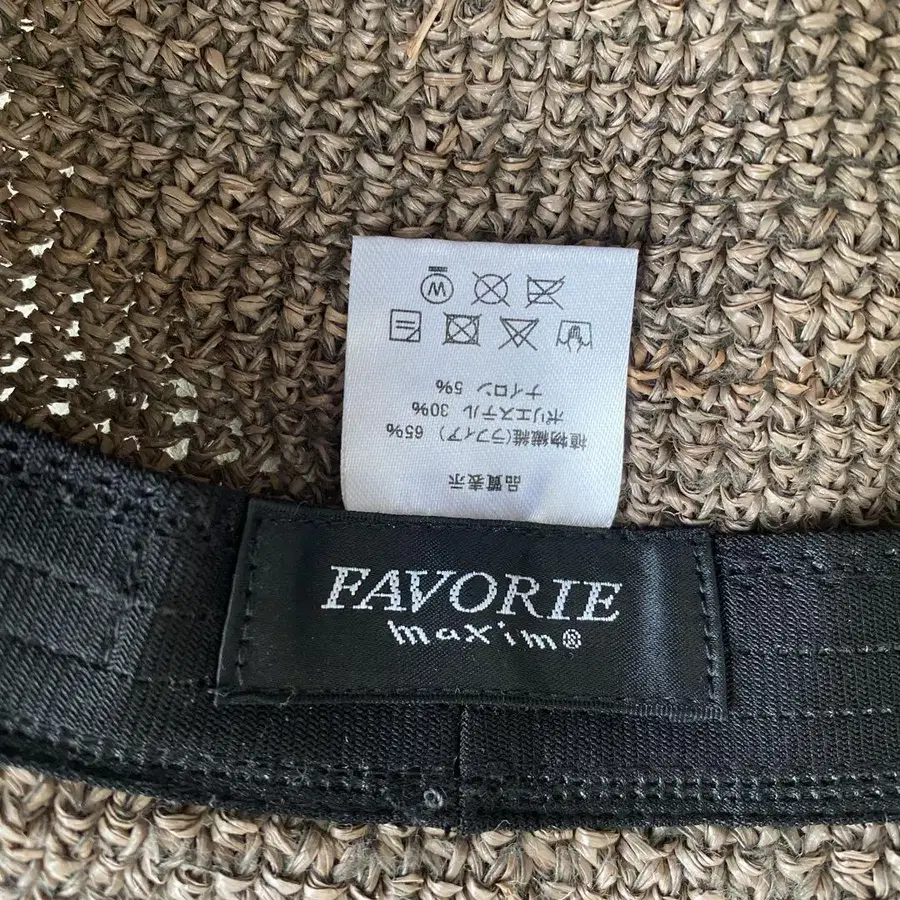 品質表示
植物繊維(ラフィア) 65%
ポリエステル 30%
ナイロン 5%
W
FAVORIE
maxim®